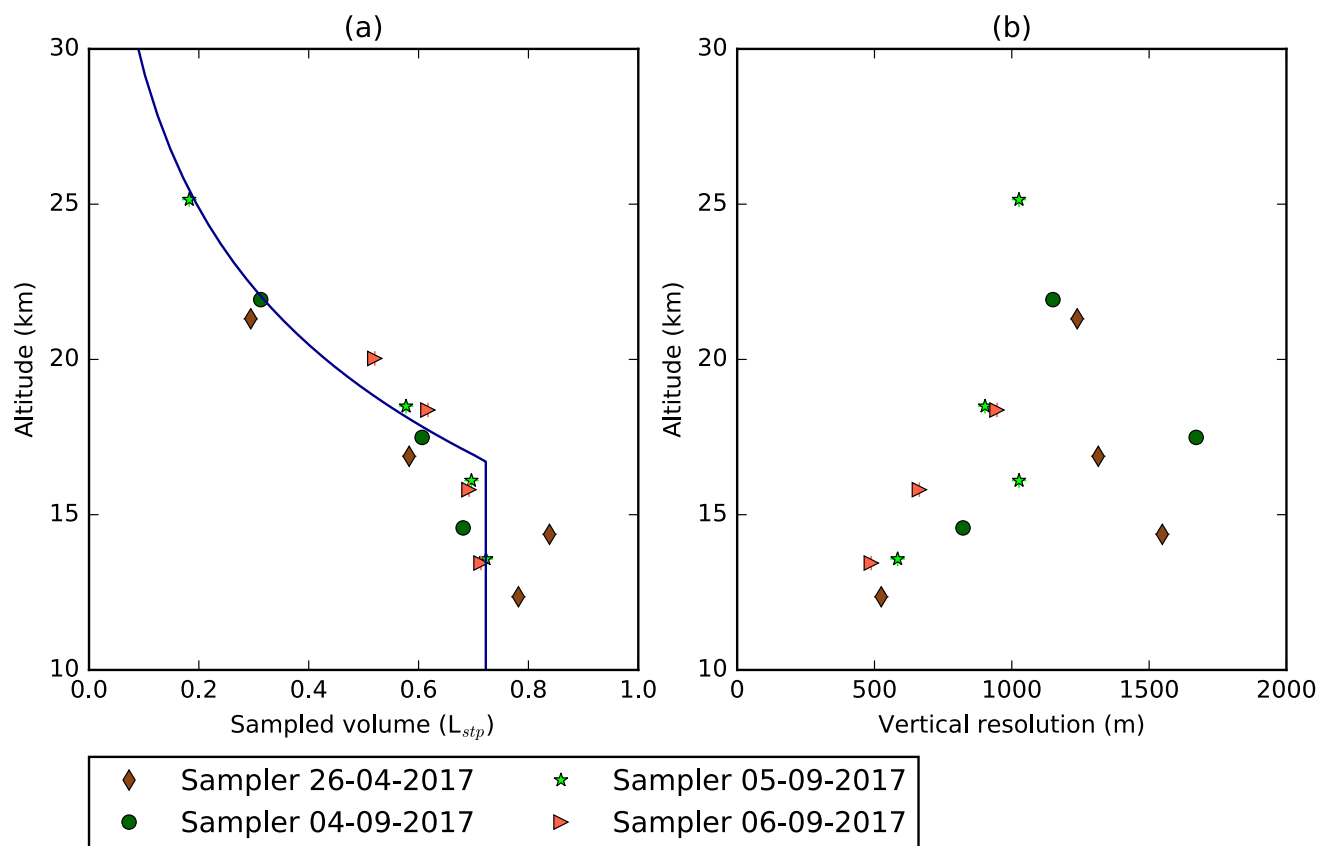 (a)
30
25
20
15
10
Altitude (km)
0.0 0.2 0.4 0.6 0.8 1.0
Sampled volume (L_stp)
(b)
30
25
20
15
10
Altitude (km)
0 500 1000 1500 2000
Vertical resolution (m)
Sampler 26-04-2017
Sampler 04-09-2017
Sampler 05-09-2017
Sampler 06-09-2017